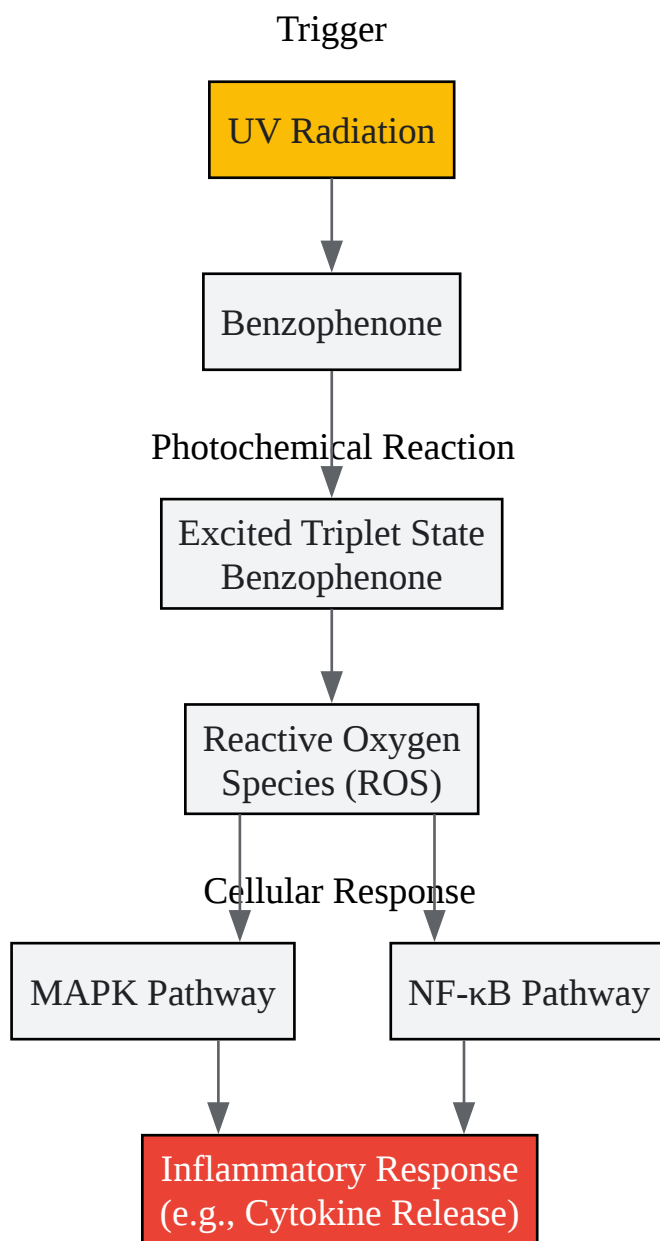 Trigger
UV Radiation
Benzophenone
Photochemical Reaction
Excited Triplet State
Benzophenone
Reactive Oxygen
Species (ROS)
Cellular Response
MAPK Pathway
NF-κB Pathway
Inflammatory Response
(e.g., Cytokine Release)